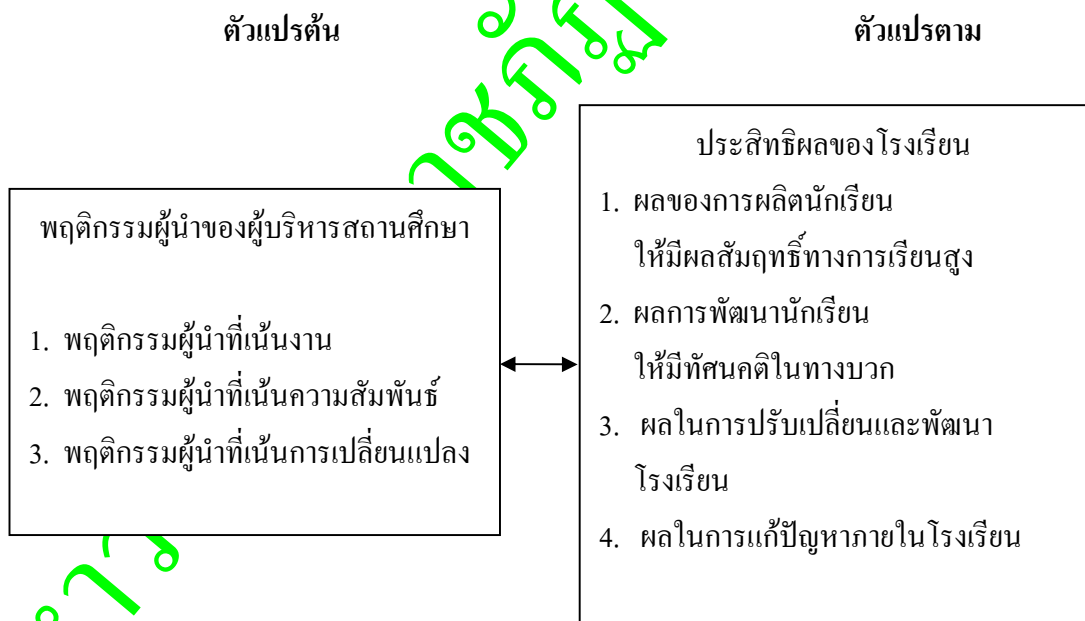 ตัวแปรต้น
ตัวแปรตาม
พฤติกรรมผู้นำของผู้บริหารสถานศึกษา
1. พฤติกรรมผู้นำที่เน้นงาน
2. พฤติกรรมผู้นำที่เน้นความสัมพันธ์
3. พฤติกรรมผู้นำที่เน้นการเปลี่ยนแปลง
ประสิทธิผลของโรงเรียน
1. ผลของการผลิตนักเรียน
ให้มีผลสัมฤทธิ์ทางการเรียนสูง
2. ผลการพัฒนานักเรียน
ให้มีทัศนคติในทางบวก
3. ผลในการปรับเปลี่ยนและพัฒนา
โรงเรียน
4. ผลในการแก้ปัญหาภายในโรงเรียน